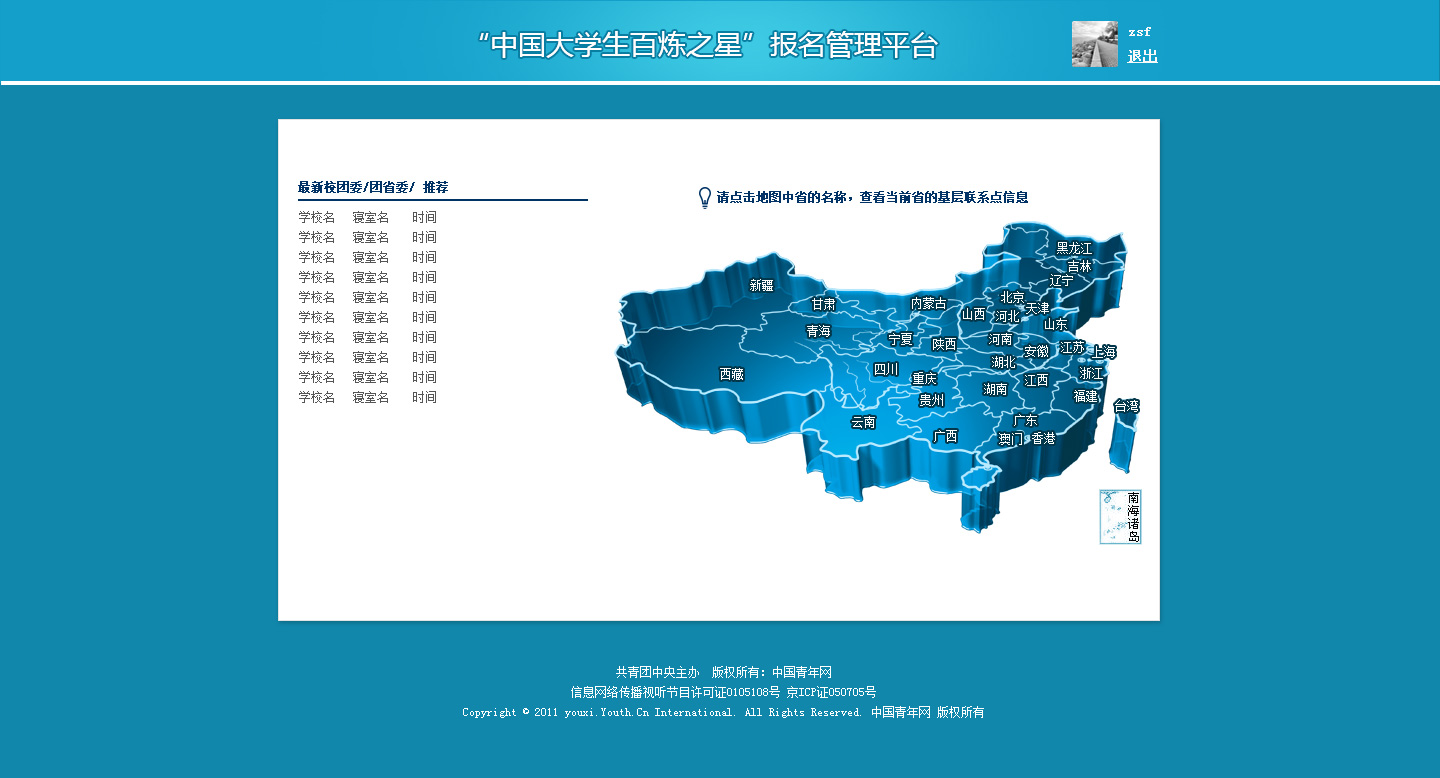 “中国大学生百炼之星”报名管理平台
zsf
退出
最新校团委/团省委/ 推荐
学校名 寝室名 时间
学校名 寝室名 时间
学校名 寝室名 时间
学校名 寝室名 时间
学校名 寝室名 时间
学校名 寝室名 时间
学校名 寝室名 时间
学校名 寝室名 时间
学校名 寝室名 时间
学校名 寝室名 时间
请点击地图中省的名称，查看当前省的基层联系点信息
黑龙江
吉林
辽宁
新疆
甘肃
内蒙古
北京
天津
山西
河北
山东
青海
宁夏
陕西
河南
安徽
江苏
上海
西藏
四川
重庆
湖北
浙江
江西
湖南
贵州
福建
台湾
云南
广西
广东
澳门
香港
南海诸岛
共青团中央主办 版权所有：中国青年网
信息网络传播视听节目许可证0105108号 京ICP证050705号
Copyright © 2011 youxi.Youth.Cn International. All Rights Reserved. 中国青年网 版权所有